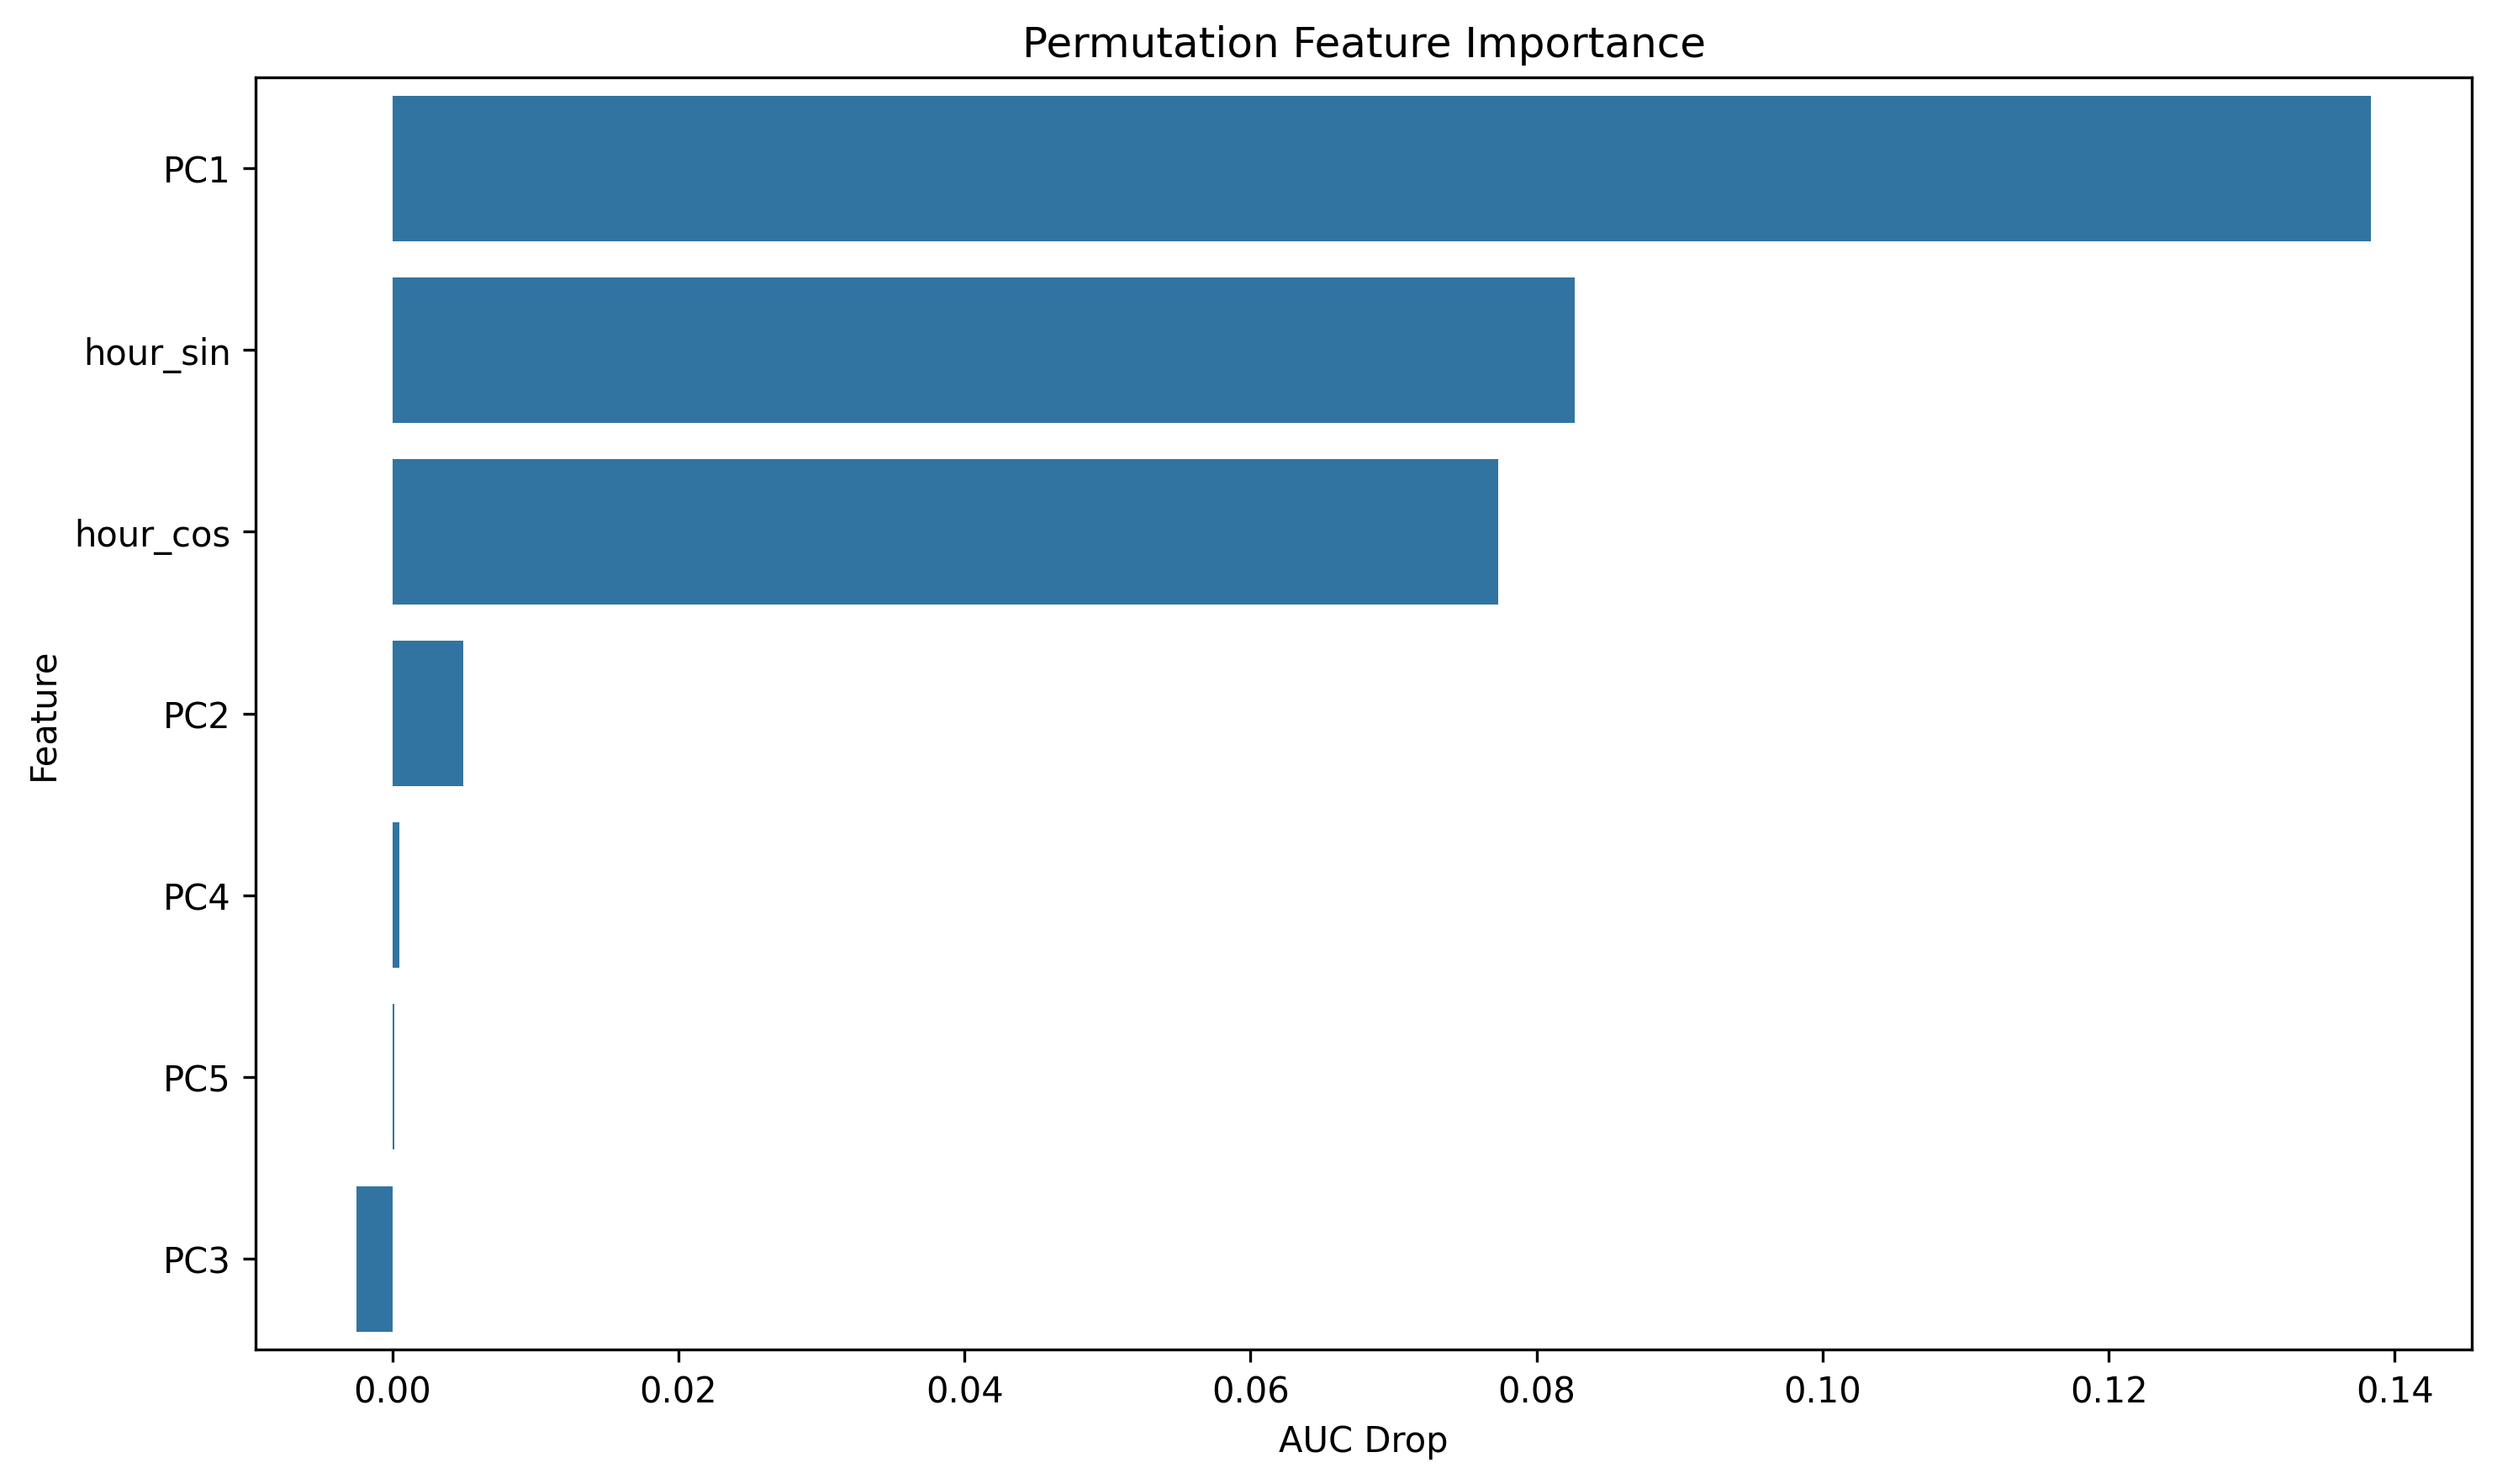 Permutation Feature Importance
Feature
PC1
hour_sin
hour_cos
PC2
PC4
PC5
PC3
0.00 0.02 0.04 0.06 0.08 0.10 0.12 0.14
AUC Drop